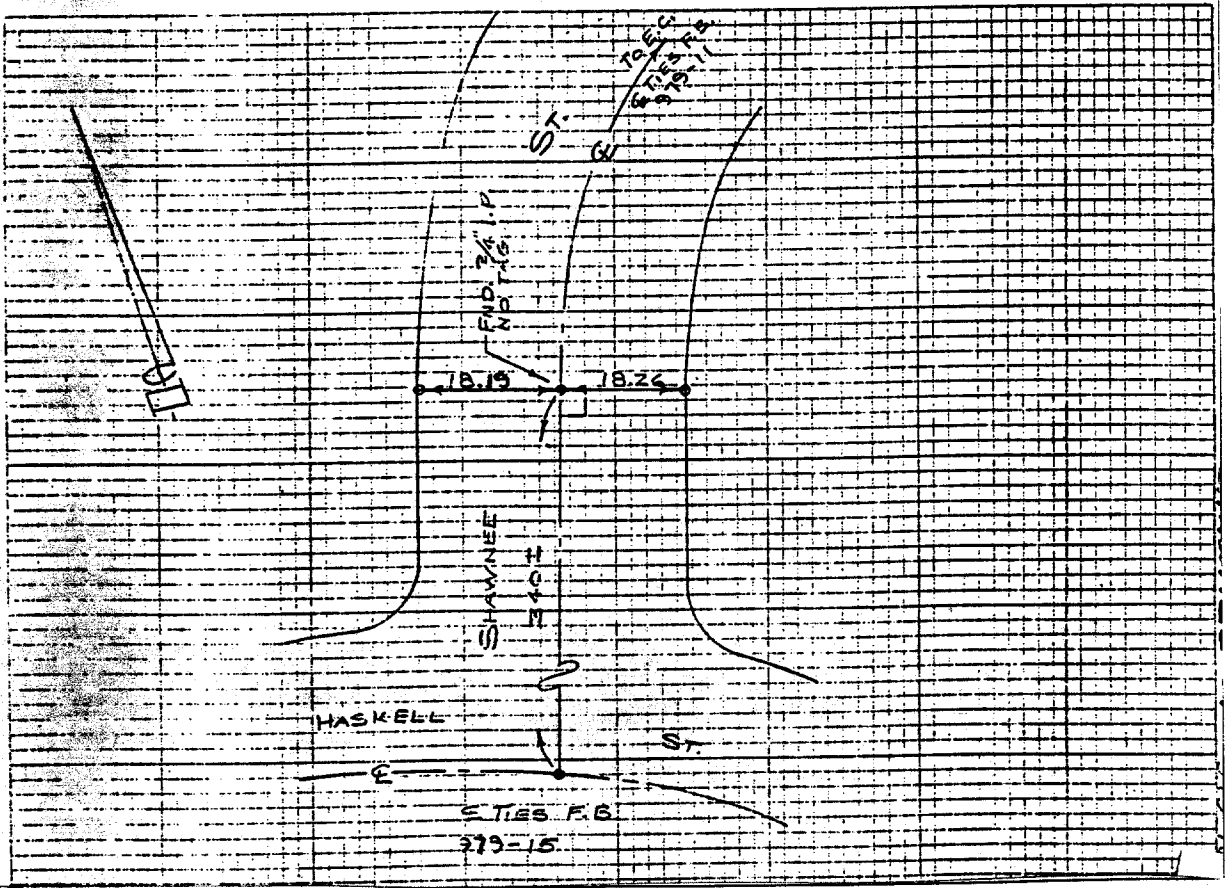 TO E.C.
& TIES F.B.
979-11
ST.
℄
FND. 3/4" I.P.
NO TAG.
18.19
18.26
SHAWNEE
340±
HASKELL
ST.
℄
& TIES F.B.
979-15